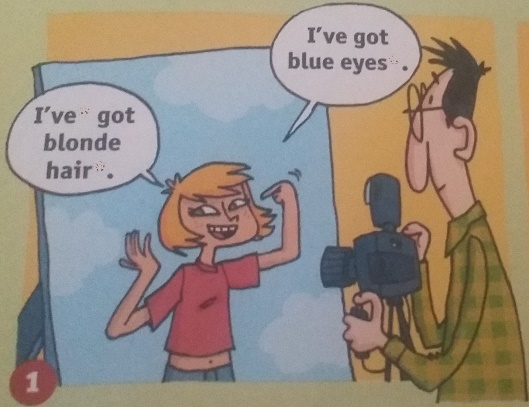 I've got
blonde
hair.
I've got
blue eyes.
1